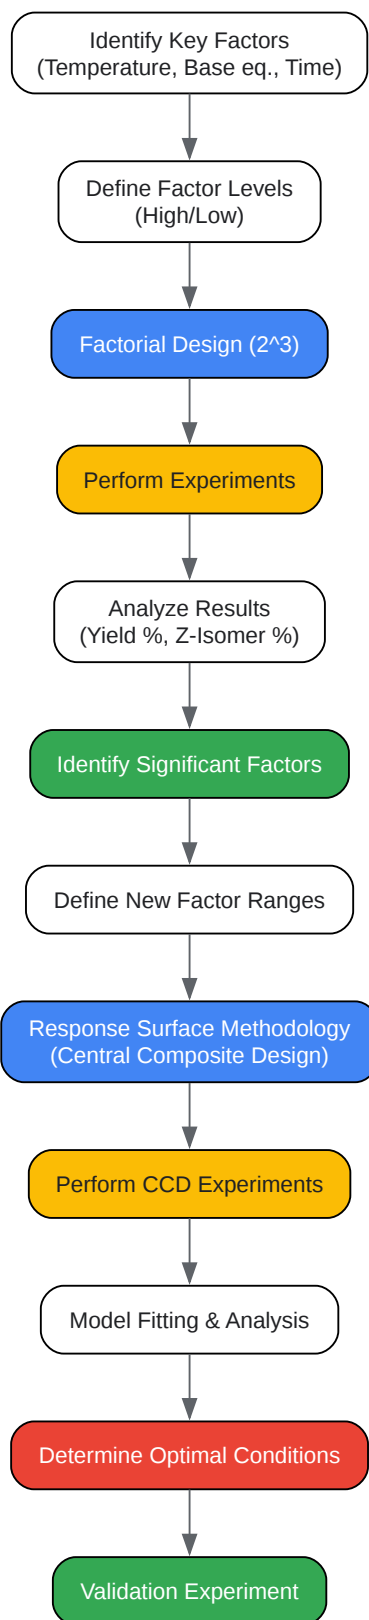 Identify Key Factors
(Temperature, Base eq., Time)
Define Factor Levels
(High/Low)
Factorial Design (2^3)
Perform Experiments
Analyze Results
(Yield %, Z-Isomer %)
Identify Significant Factors
Define New Factor Ranges
Response Surface Methodology
(Central Composite Design)
Perform CCD Experiments
Model Fitting & Analysis
Determine Optimal Conditions
Validation Experiment